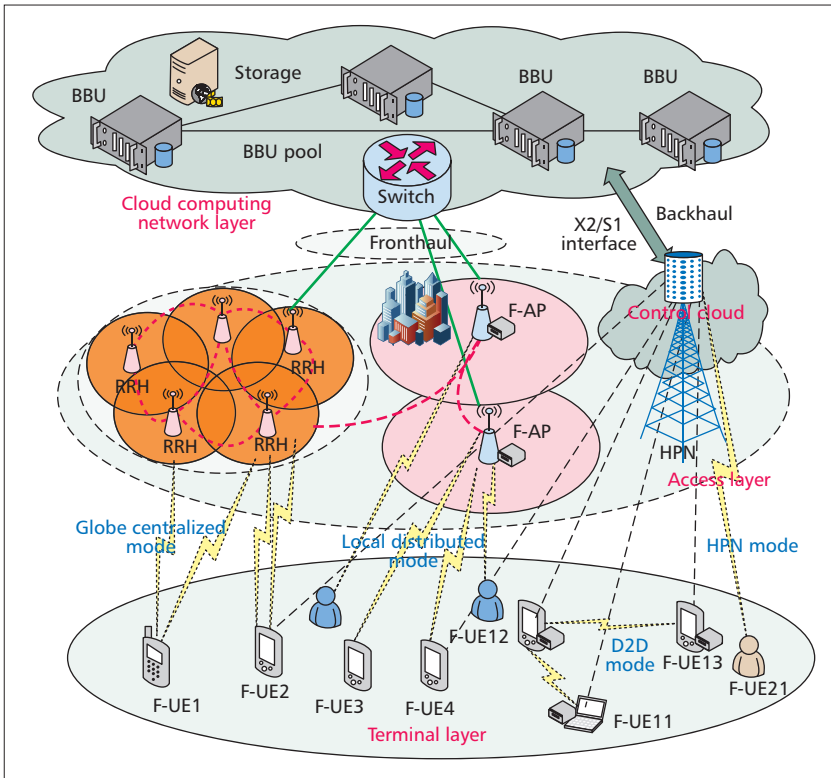 Storage
BBU
BBU
BBU
BBU pool
Switch
Cloud computing
network layer
Backhaul
X2/S1
interface
Fronthaul
F-AP
Control cloud
RRH
RRH
RRH
RRH
F-AP
HPN
Access layer
Globe centralized
mode
Local distributed
mode
HPN mode
F-UE12
D2D
mode
F-UE13
F-UE1
F-UE2
F-UE3
F-UE4
F-UE11
F-UE21
Terminal layer